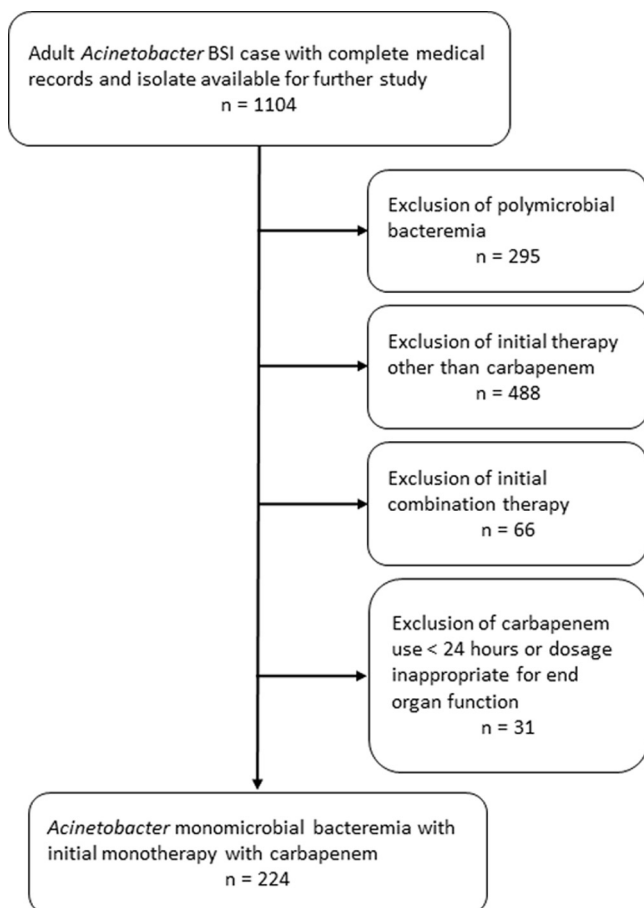 Adult Acinetobacter BSI case with complete medical
records and isolate available for further study
n = 1104
Exclusion of polymicrobial
bacteremia
n = 295
Exclusion of initial therapy
other than carbapenem
n = 488
Exclusion of initial
combination therapy
n = 66
Exclusion of carbapenem
use < 24 hours or dosage
inappropriate for end
organ function
n = 31
Acinetobacter monomicrobial bacteremia with
initial monotherapy with carbapenem
n = 224